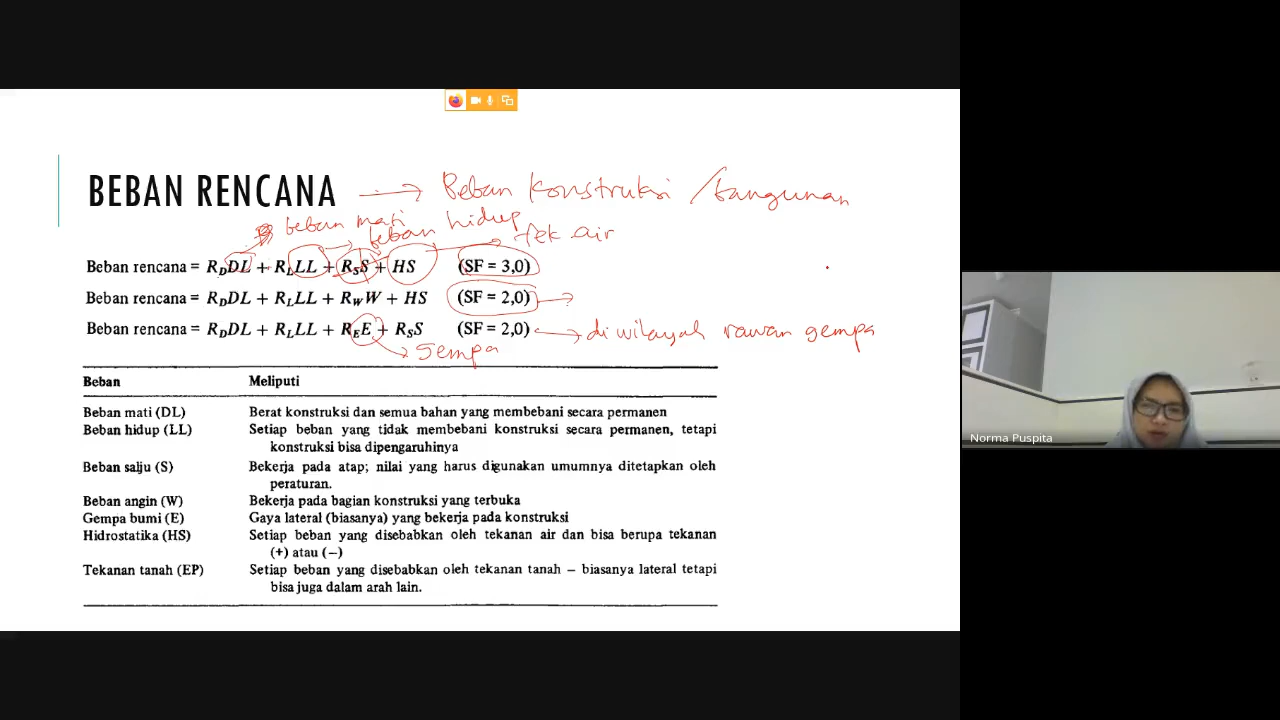 BEBAN RENCANA → Beban Konstruksi / bangunan
beban mati
beban hidup
tek air
Beban rencana = R_D DL + R_L LL + R_S S + HS (SF = 3,0)
Beban rencana = R_D DL + R_L LL + R_W W + HS (SF = 2,0) →
Beban rencana = R_D DL + R_L LL + R_E E + R_S S (SF = 2,0) → di wilayah rawan gempa
→ Gempa
Beban Meliputi
Beban mati (DL) Berat konstruksi dan semua bahan yang membebani secara permanen
Beban hidup (LL) Setiap beban yang tidak membebani konstruksi secara permanen, tetapi
konstruksi bisa dipengaruhinya
Beban salju (S) Bekerja pada atap; nilai yang harus digunakan umumnya ditetapkan oleh
peraturan.
Beban angin (W) Bekerja pada bagian konstruksi yang terbuka
Gempa bumi (E) Gaya lateral (biasanya) yang bekerja pada konstruksi
Hidrostatika (HS) Setiap beban yang disebabkan oleh tekanan air dan bisa berupa tekanan
(+) atau (−)
Tekanan tanah (EP) Setiap beban yang disebabkan oleh tekanan tanah – biasanya lateral tetapi
bisa juga dalam arah lain.
Norma Puspita